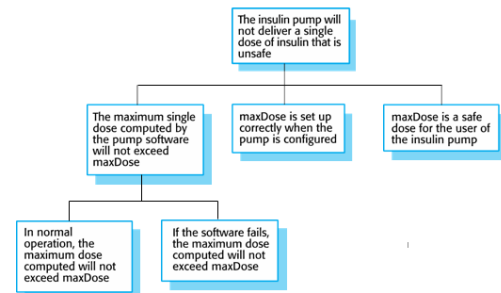 The insulin pump will
not deliver a single
dose of insulin that is
unsafe
The maximum single
dose computed by
the pump software
will not exceed
maxDose
maxDose is set up
correctly when the
pump is configured
maxDose is a safe
dose for the user of
the insulin pump
In normal
operation, the
maximum dose
computed will not
exceed maxDose
If the software fails,
the maximum dose
computed will not
exceed maxDose